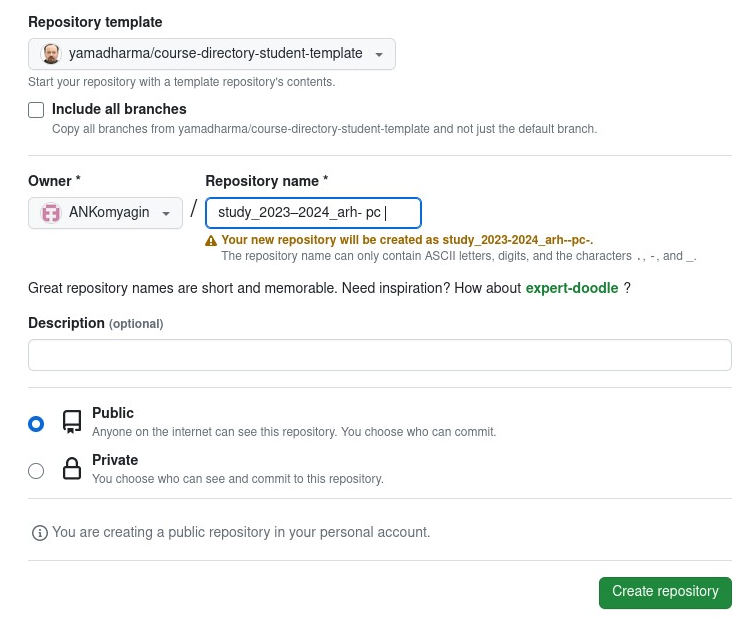 Repository template
yamadharma/course-directory-student-template
Start your repository with a template repository's contents.
Include all branches
Copy all branches from yamadharma/course-directory-student-template and not just the default branch.
Owner * Repository name *
ANKomyagin / study_2023–2024_arh- pc
Your new repository will be created as study_2023-2024_arh--pc-.
The repository name can only contain ASCII letters, digits, and the characters ., -, and _.
Great repository names are short and memorable. Need inspiration? How about expert-doodle ?
Description (optional)
Public
Anyone on the internet can see this repository. You choose who can commit.
Private
You choose who can see and commit to this repository.
You are creating a public repository in your personal account.
Create repository